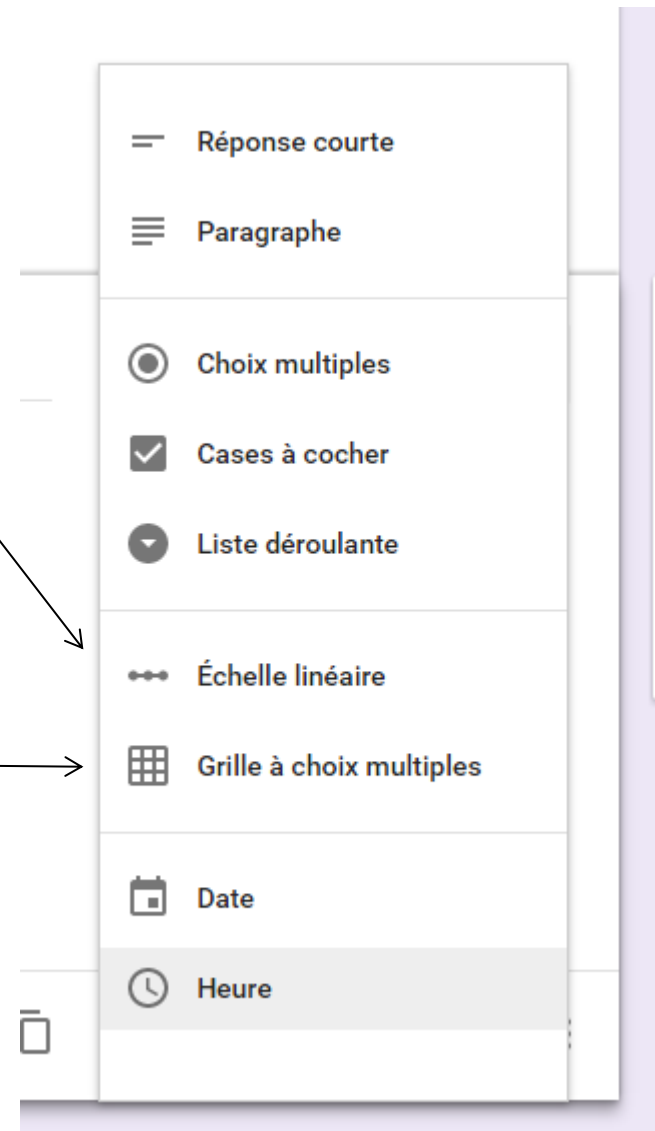 Réponse courte
Paragraphe
Choix multiples
Cases à cocher
Liste déroulante
Échelle linéaire
Grille à choix multiples
Date
Heure